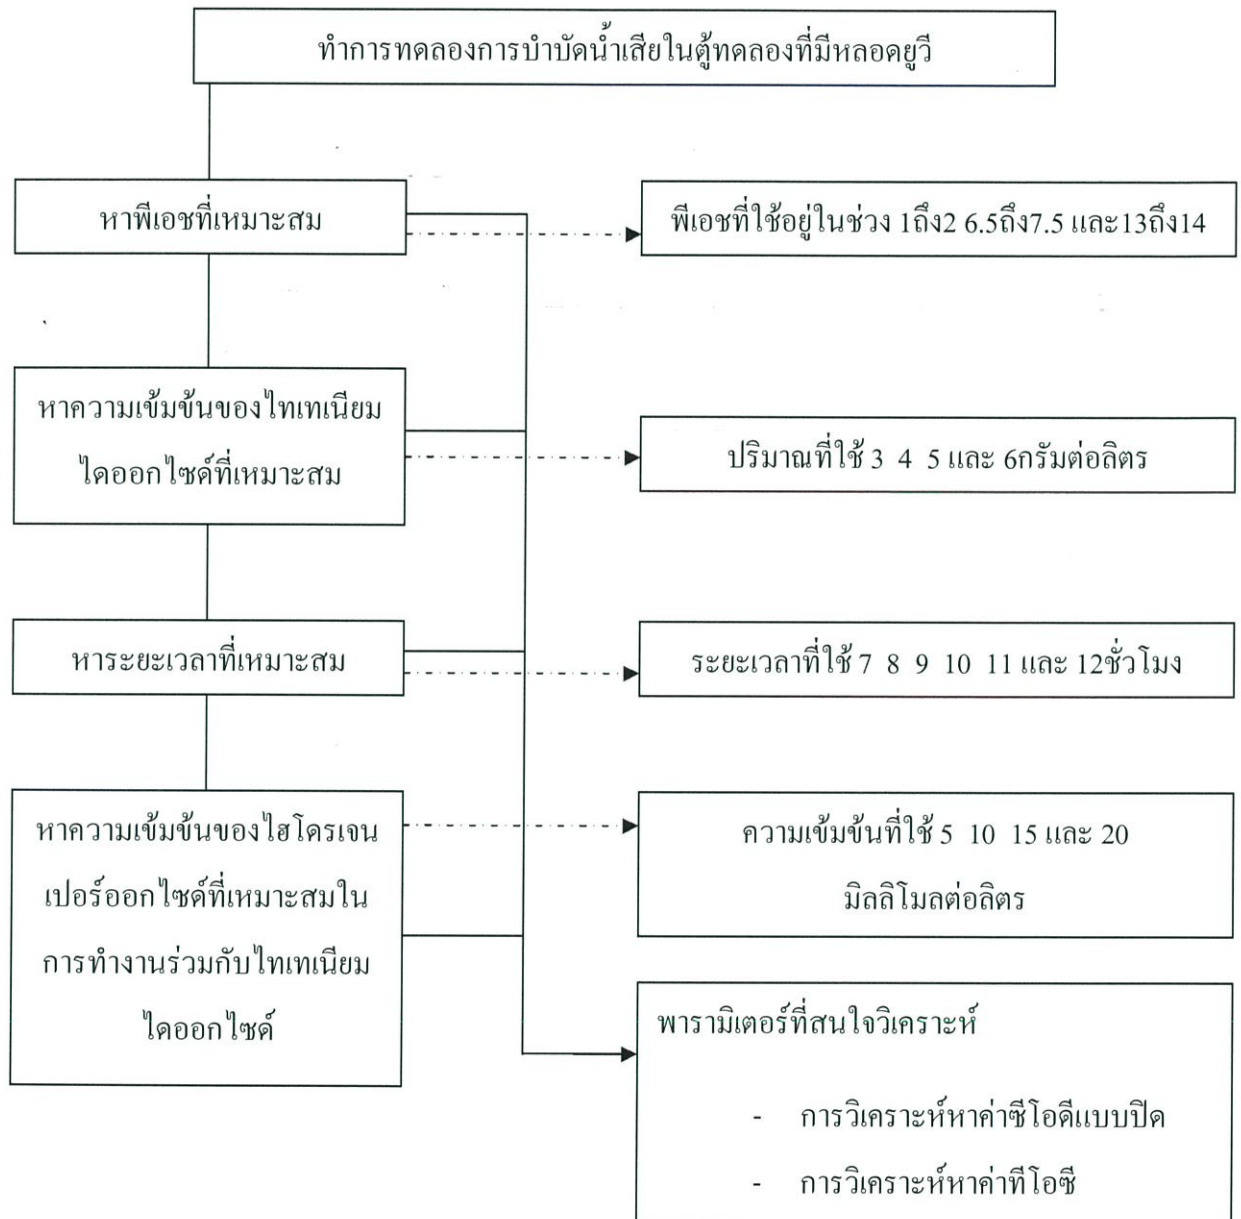 ทำการทดลองการบำบัดน้ำเสียในตู้ทดลองที่มีหลอดยูวี
หาพีเอชที่เหมาะสม
พีเอชที่ใช้อยู่ในช่วง 1ถึง2 6.5ถึง7.5 และ13ถึง14
หาความเข้มข้นของไทเทเนียม
ไดออกไซด์ที่เหมาะสม
ปริมาณที่ใช้ 3 4 5 และ 6กรัมต่อลิตร
หาระยะเวลาที่เหมาะสม
ระยะเวลาที่ใช้ 7 8 9 10 11 และ 12ชั่วโมง
หาความเข้มข้นของไฮโดรเจน
เปอร์ออกไซด์ที่เหมาะสมใน
การทำงานร่วมกับไทเทเนียม
ไดออกไซด์
ความเข้มข้นที่ใช้ 5 10 15 และ 20
มิลลิโมลต่อลิตร
พารามิเตอร์ที่สนใจวิเคราะห์
- การวิเคราะห์หาค่าซีโอดีแบบปิด
- การวิเคราะห์หาค่าทีโอซี